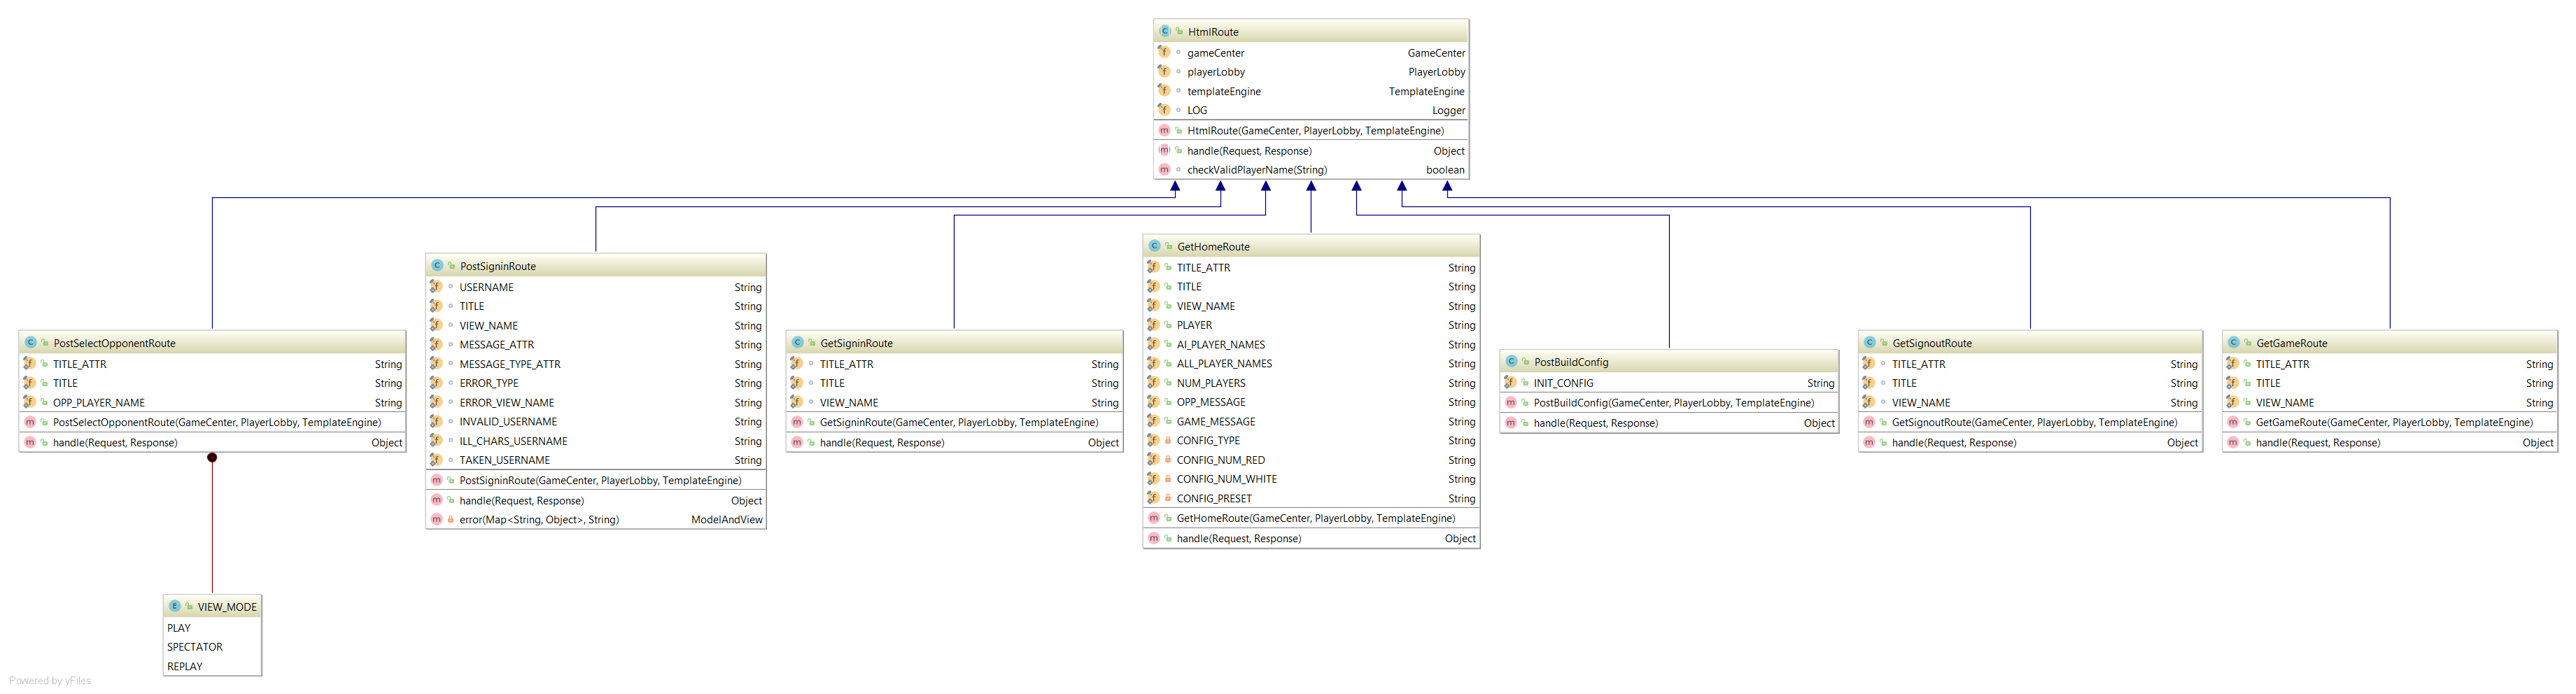 HtmlRoute
gameCenter GameCenter
playerLobby PlayerLobby
templateEngine TemplateEngine
LOG Logger
HtmlRoute(GameCenter, PlayerLobby, TemplateEngine)
handle(Request, Response) Object
checkValidPlayerName(String) boolean
PostSelectOpponentRoute
TITLE_ATTR String
TITLE String
OPP_PLAYER_NAME String
PostSelectOpponentRoute(GameCenter, PlayerLobby, TemplateEngine)
handle(Request, Response) Object
PostSigninRoute
USERNAME String
TITLE String
VIEW_NAME String
MESSAGE_ATTR String
MESSAGE_TYPE_ATTR String
ERROR_TYPE String
ERROR_VIEW_NAME String
INVALID_USERNAME String
ILL_CHARS_USERNAME String
TAKEN_USERNAME String
PostSigninRoute(GameCenter, PlayerLobby, TemplateEngine)
handle(Request, Response) Object
error(Map<String, Object>, String) ModelAndView
GetSigninRoute
TITLE_ATTR String
TITLE String
VIEW_NAME String
GetSigninRoute(GameCenter, PlayerLobby, TemplateEngine)
handle(Request, Response) Object
GetHomeRoute
TITLE_ATTR String
TITLE String
VIEW_NAME String
PLAYER String
AI_PLAYER_NAMES String
ALL_PLAYER_NAMES String
NUM_PLAYERS String
OPP_MESSAGE String
GAME_MESSAGE String
CONFIG_TYPE String
CONFIG_NUM_RED String
CONFIG_NUM_WHITE String
CONFIG_PRESET String
GetHomeRoute(GameCenter, PlayerLobby, TemplateEngine)
handle(Request, Response) Object
PostBuildConfig
INIT_CONFIG String
PostBuildConfig(GameCenter, PlayerLobby, TemplateEngine)
handle(Request, Response) Object
GetSignoutRoute
TITLE_ATTR String
TITLE String
VIEW_NAME String
GetSignoutRoute(GameCenter, PlayerLobby, TemplateEngine)
handle(Request, Response) Object
GetGameRoute
TITLE_ATTR String
TITLE String
VIEW_NAME String
GetGameRoute(GameCenter, PlayerLobby, TemplateEngine)
handle(Request, Response) Object
VIEW_MODE
PLAY
SPECTATOR
REPLAY
Powered by yFiles